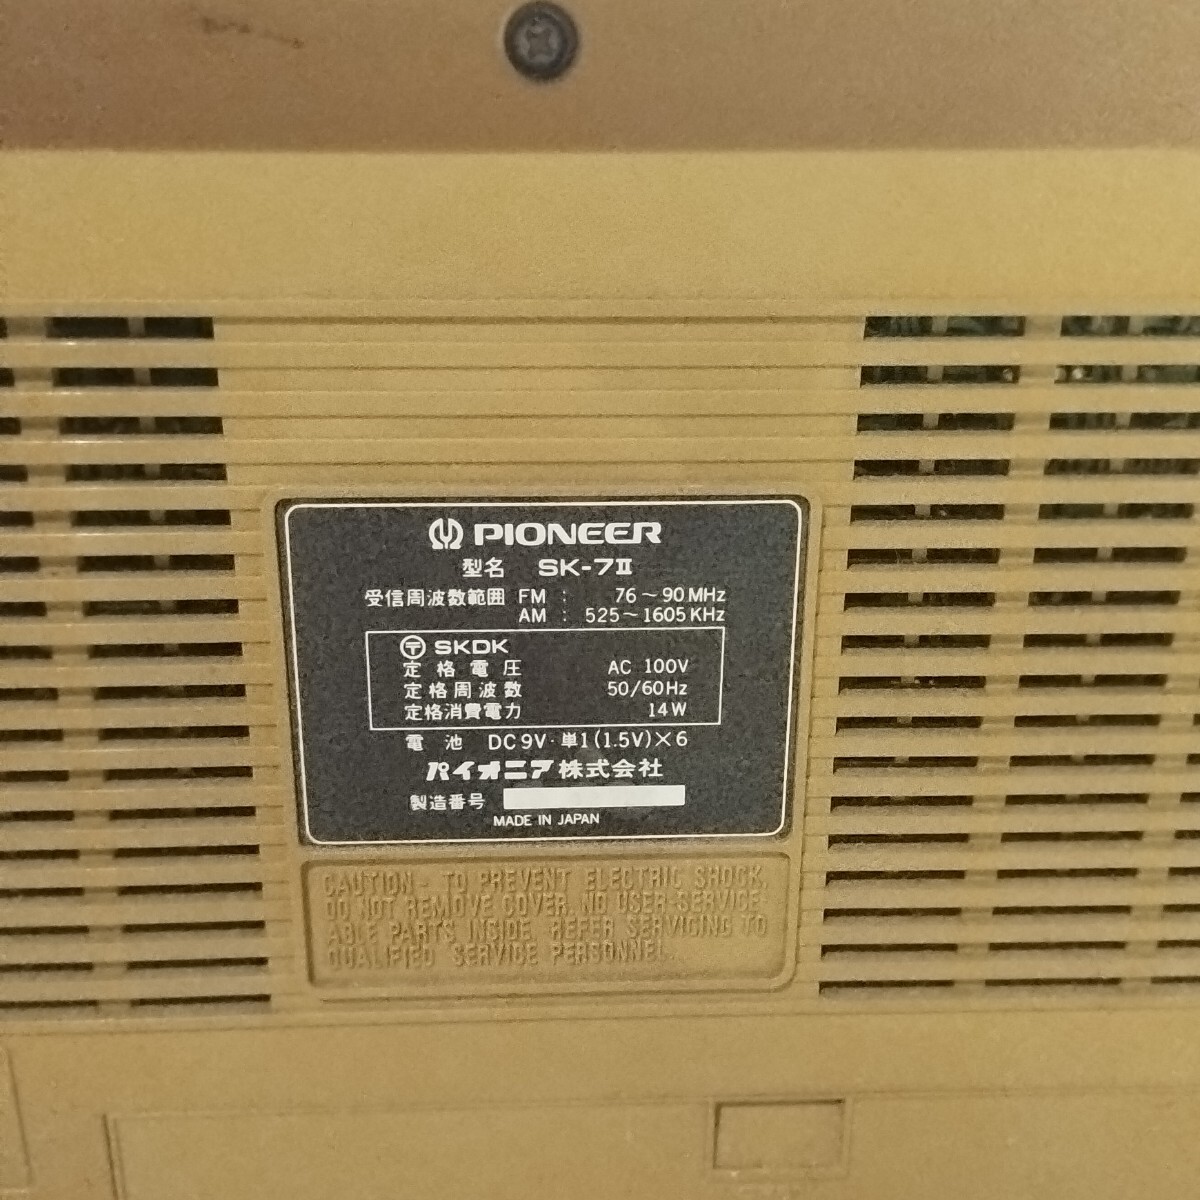 PIONEER
型名 SK-7II
受信周波数範囲 FM : 76~90MHz
AM : 525~1605KHz
〒 SKDK
定格電圧 AC 100V
定格周波数 50/60Hz
定格消費電力 14W
電池 DC9V・単1(1.5V)×6
パイオニア株式会社
製造番号
MADE IN JAPAN
CAUTION - TO PREVENT ELECTRIC SHOCK,
DO NOT REMOVE COVER. NO USER-SERVICE-
ABLE PARTS INSIDE. REFER SERVICING TO
QUALIFIED SERVICE PERSONNEL.